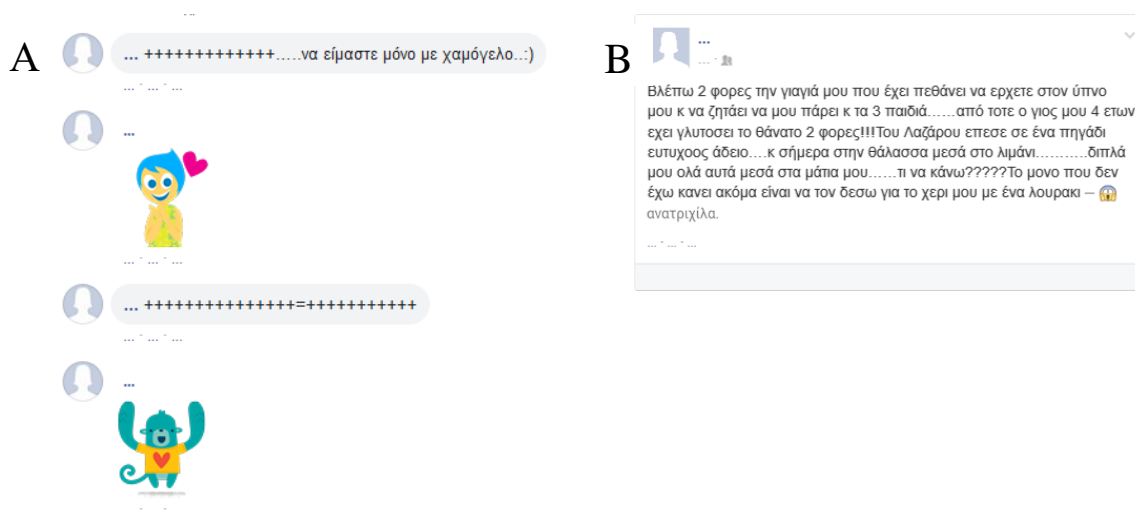 A
... +++++++++++++.....να είμαστε μόνο με χαμόγελο..:)
... · ... · ...
...
... · ... · ...
... +++++++++++++++=+++++++++++
... · ... · ...
...
B
...
... ·
Βλέπω 2 φορες την γιαγιά μου που έχει πεθάνει να ερχετε στον ύπνο
μου κ να ζητάει να μου πάρει κ τα 3 παιδιά......από τοτε ο γιος μου 4 ετων
εχει γλυτοσει το θάνατο 2 φορες!!!Του Λαζάρου επεσε σε ένα πηγάδι
ευτυχοος άδειο....κ σήμερα στην θάλασσα μεσά στο λιμάνι..........διπλά
μου ολά αυτά μεσά στα μάτια μου......τι να κάνω?????Το μονο που δεν
έχω κανει ακόμα είναι να τον δεσω για το χερι μου με ένα λουρακι — 😱
ανατριχίλα.
... · ... · ...